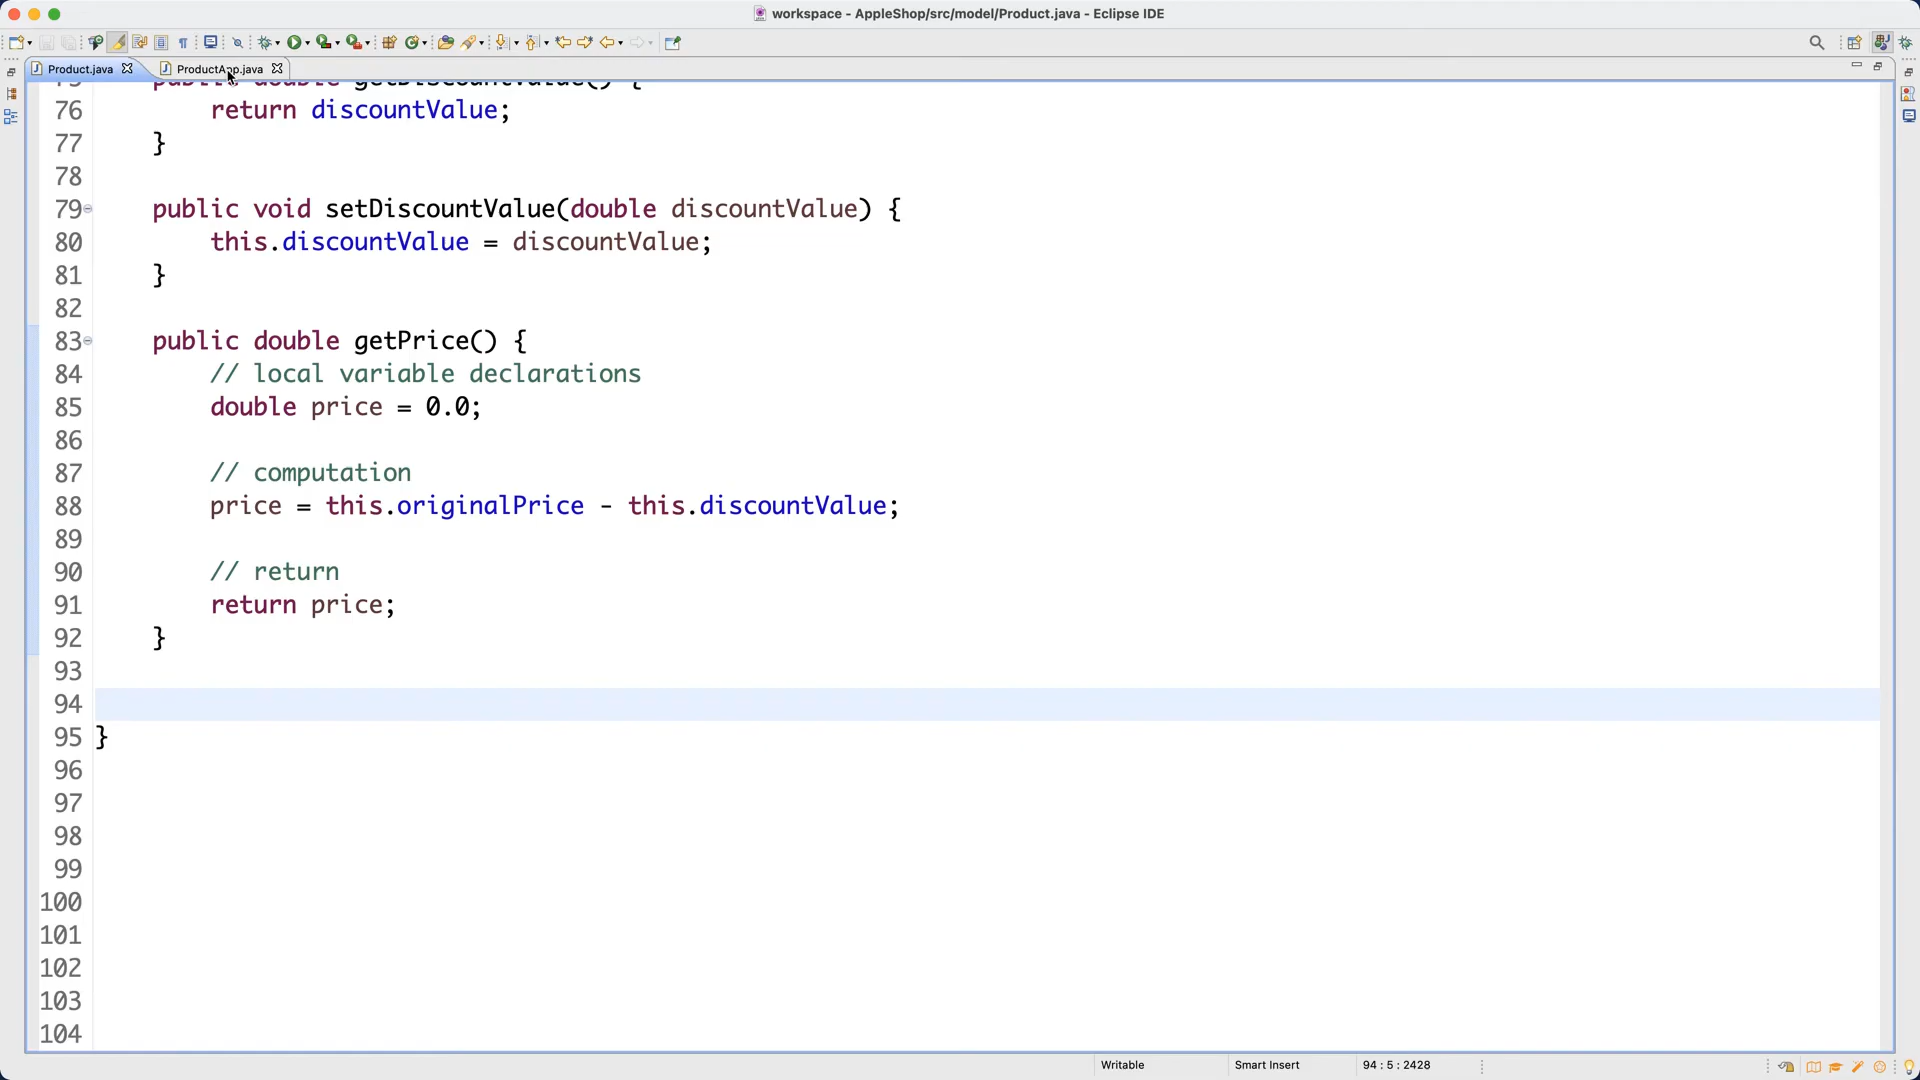 workspace - AppleShop/src/model/Product.java - Eclipse IDE
Product.java
ProductApp.java
public double getDiscountValue() {
76 return discountValue;
77 }
78
79 public void setDiscountValue(double discountValue) {
80 this.discountValue = discountValue;
81 }
82
83 public double getPrice() {
84 // local variable declarations
85 double price = 0.0;
86
87 // computation
88 price = this.originalPrice - this.discountValue;
89
90 // return
91 return price;
92 }
93
94
95 }
96
97
98
99
100
101
102
103
104
Writable
Smart Insert
94 : 5 : 2428